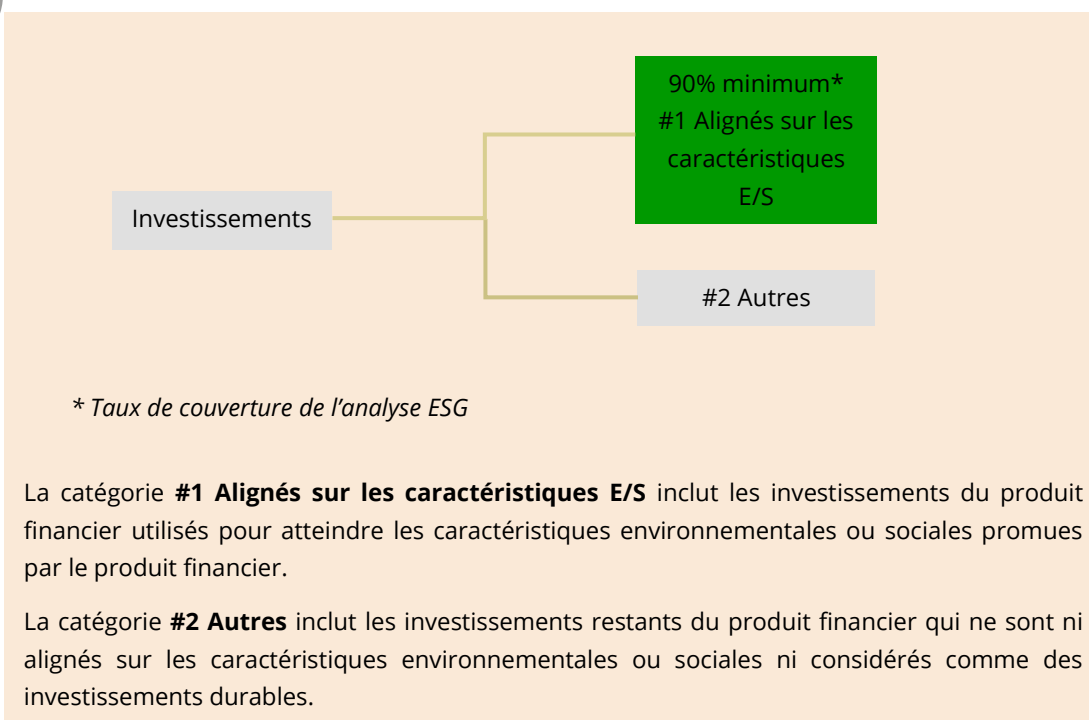 90% minimum*
#1 Alignés sur les
caractéristiques
E/S
Investissements
#2 Autres
* Taux de couverture de l’analyse ESG
La catégorie #1 Alignés sur les caractéristiques E/S inclut les investissements du produit
financier utilisés pour atteindre les caractéristiques environnementales ou sociales promues
par le produit financier.
La catégorie #2 Autres inclut les investissements restants du produit financier qui ne sont ni
alignés sur les caractéristiques environnementales ou sociales ni considérés comme des
investissements durables.